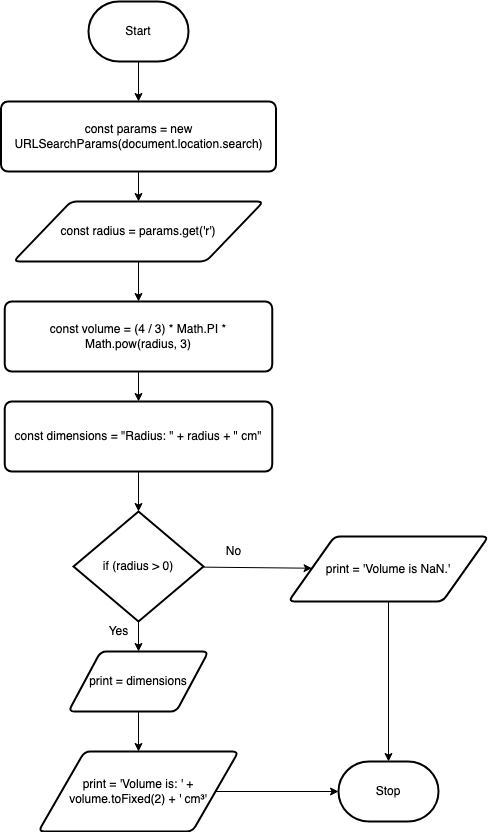 Start
const params = new
URLSearchParams(document.location.search)
const radius = params.get('r')
const volume = (4 / 3) * Math.PI *
Math.pow(radius, 3)
const dimensions = "Radius: " + radius + " cm"
if (radius > 0)
No
print = 'Volume is NaN.'
Yes
print = dimensions
print = 'Volume is: ' +
volume.toFixed(2) + ' cm³'
Stop